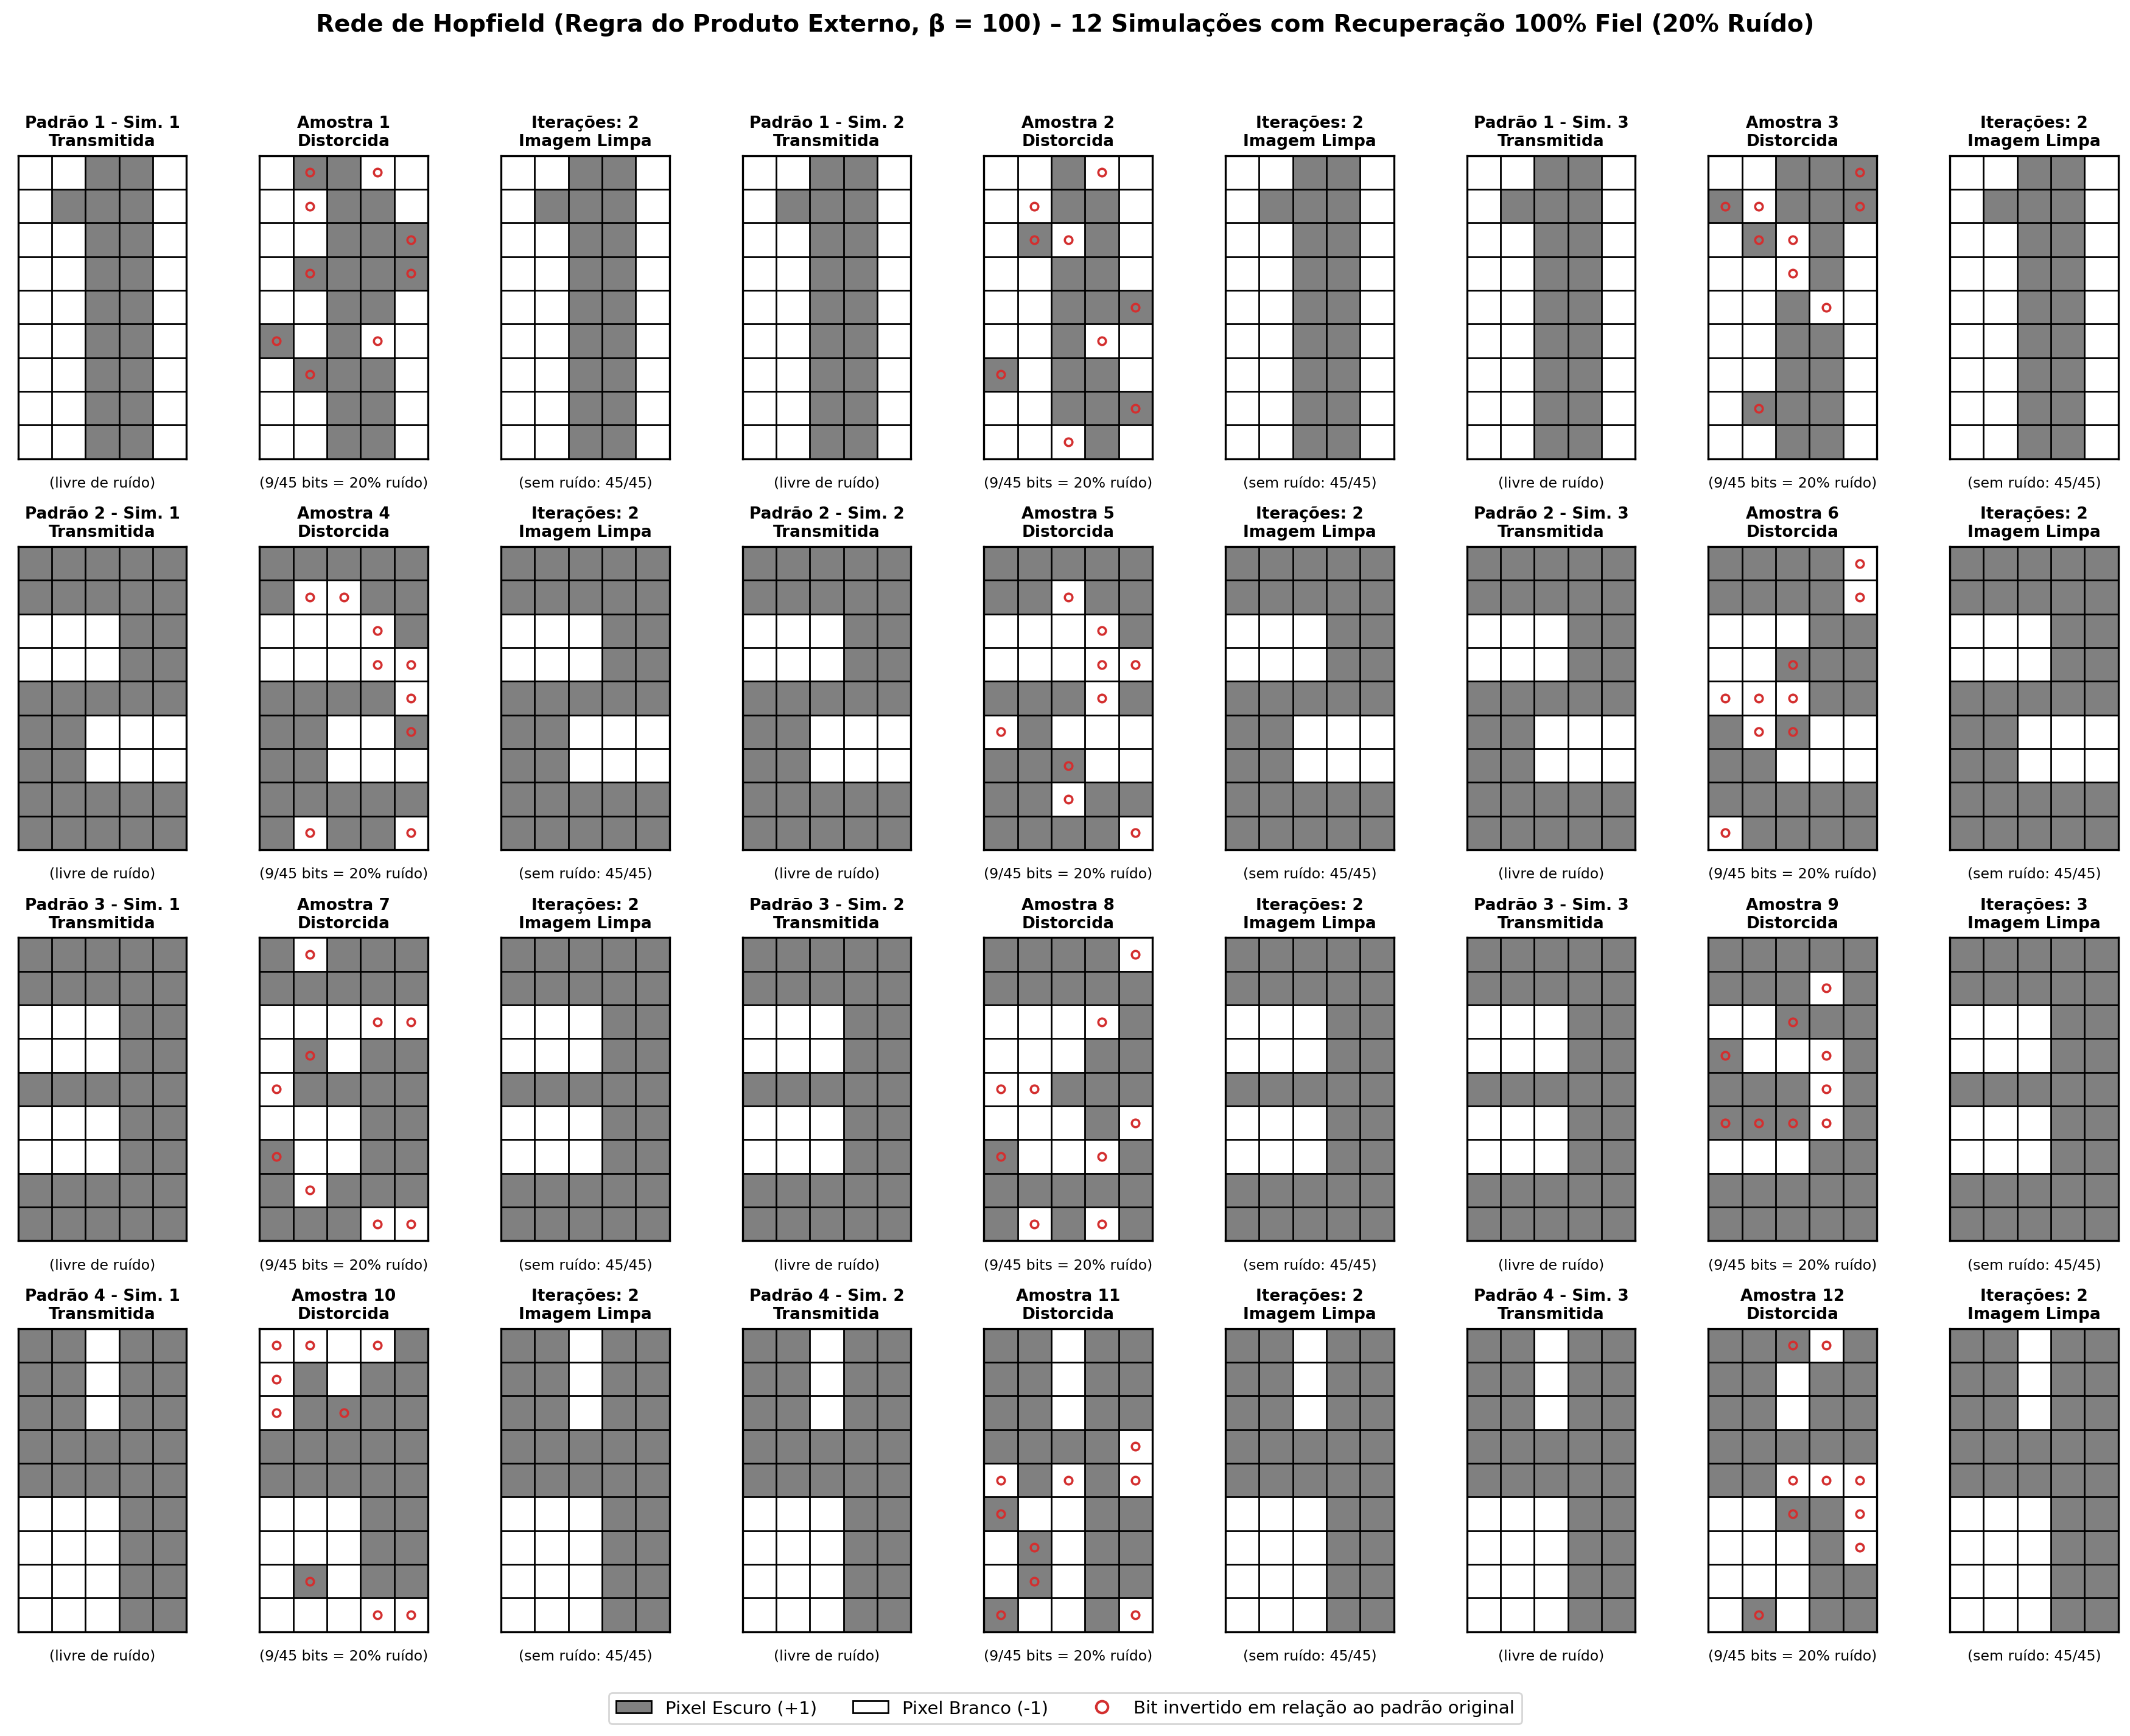 Rede de Hopfield (Regra do Produto Externo, β = 100) – 12 Simulações com Recuperação 100% Fiel (20% Ruído)
Padrão 1 - Sim. 1
Transmitida
Amostra 1
Distorcida
Iterações: 2
Imagem Limpa
Padrão 1 - Sim. 2
Transmitida
Amostra 2
Distorcida
Iterações: 2
Imagem Limpa
Padrão 1 - Sim. 3
Transmitida
Amostra 3
Distorcida
Iterações: 2
Imagem Limpa
(livre de ruído)
(9/45 bits = 20% ruído)
(sem ruído: 45/45)
(livre de ruído)
(9/45 bits = 20% ruído)
(sem ruído: 45/45)
(livre de ruído)
(9/45 bits = 20% ruído)
(sem ruído: 45/45)
Padrão 2 - Sim. 1
Transmitida
Amostra 4
Distorcida
Iterações: 2
Imagem Limpa
Padrão 2 - Sim. 2
Transmitida
Amostra 5
Distorcida
Iterações: 2
Imagem Limpa
Padrão 2 - Sim. 3
Transmitida
Amostra 6
Distorcida
Iterações: 2
Imagem Limpa
(livre de ruído)
(9/45 bits = 20% ruído)
(sem ruído: 45/45)
(livre de ruído)
(9/45 bits = 20% ruído)
(sem ruído: 45/45)
(livre de ruído)
(9/45 bits = 20% ruído)
(sem ruído: 45/45)
Padrão 3 - Sim. 1
Transmitida
Amostra 7
Distorcida
Iterações: 2
Imagem Limpa
Padrão 3 - Sim. 2
Transmitida
Amostra 8
Distorcida
Iterações: 2
Imagem Limpa
Padrão 3 - Sim. 3
Transmitida
Amostra 9
Distorcida
Iterações: 3
Imagem Limpa
(livre de ruído)
(9/45 bits = 20% ruído)
(sem ruído: 45/45)
(livre de ruído)
(9/45 bits = 20% ruído)
(sem ruído: 45/45)
(livre de ruído)
(9/45 bits = 20% ruído)
(sem ruído: 45/45)
Padrão 4 - Sim. 1
Transmitida
Amostra 10
Distorcida
Iterações: 2
Imagem Limpa
Padrão 4 - Sim. 2
Transmitida
Amostra 11
Distorcida
Iterações: 2
Imagem Limpa
Padrão 4 - Sim. 3
Transmitida
Amostra 12
Distorcida
Iterações: 2
Imagem Limpa
(livre de ruído)
(9/45 bits = 20% ruído)
(sem ruído: 45/45)
(livre de ruído)
(9/45 bits = 20% ruído)
(sem ruído: 45/45)
(livre de ruído)
(9/45 bits = 20% ruído)
(sem ruído: 45/45)
Pixel Escuro (+1)
Pixel Branco (-1)
Bit invertido em relação ao padrão original